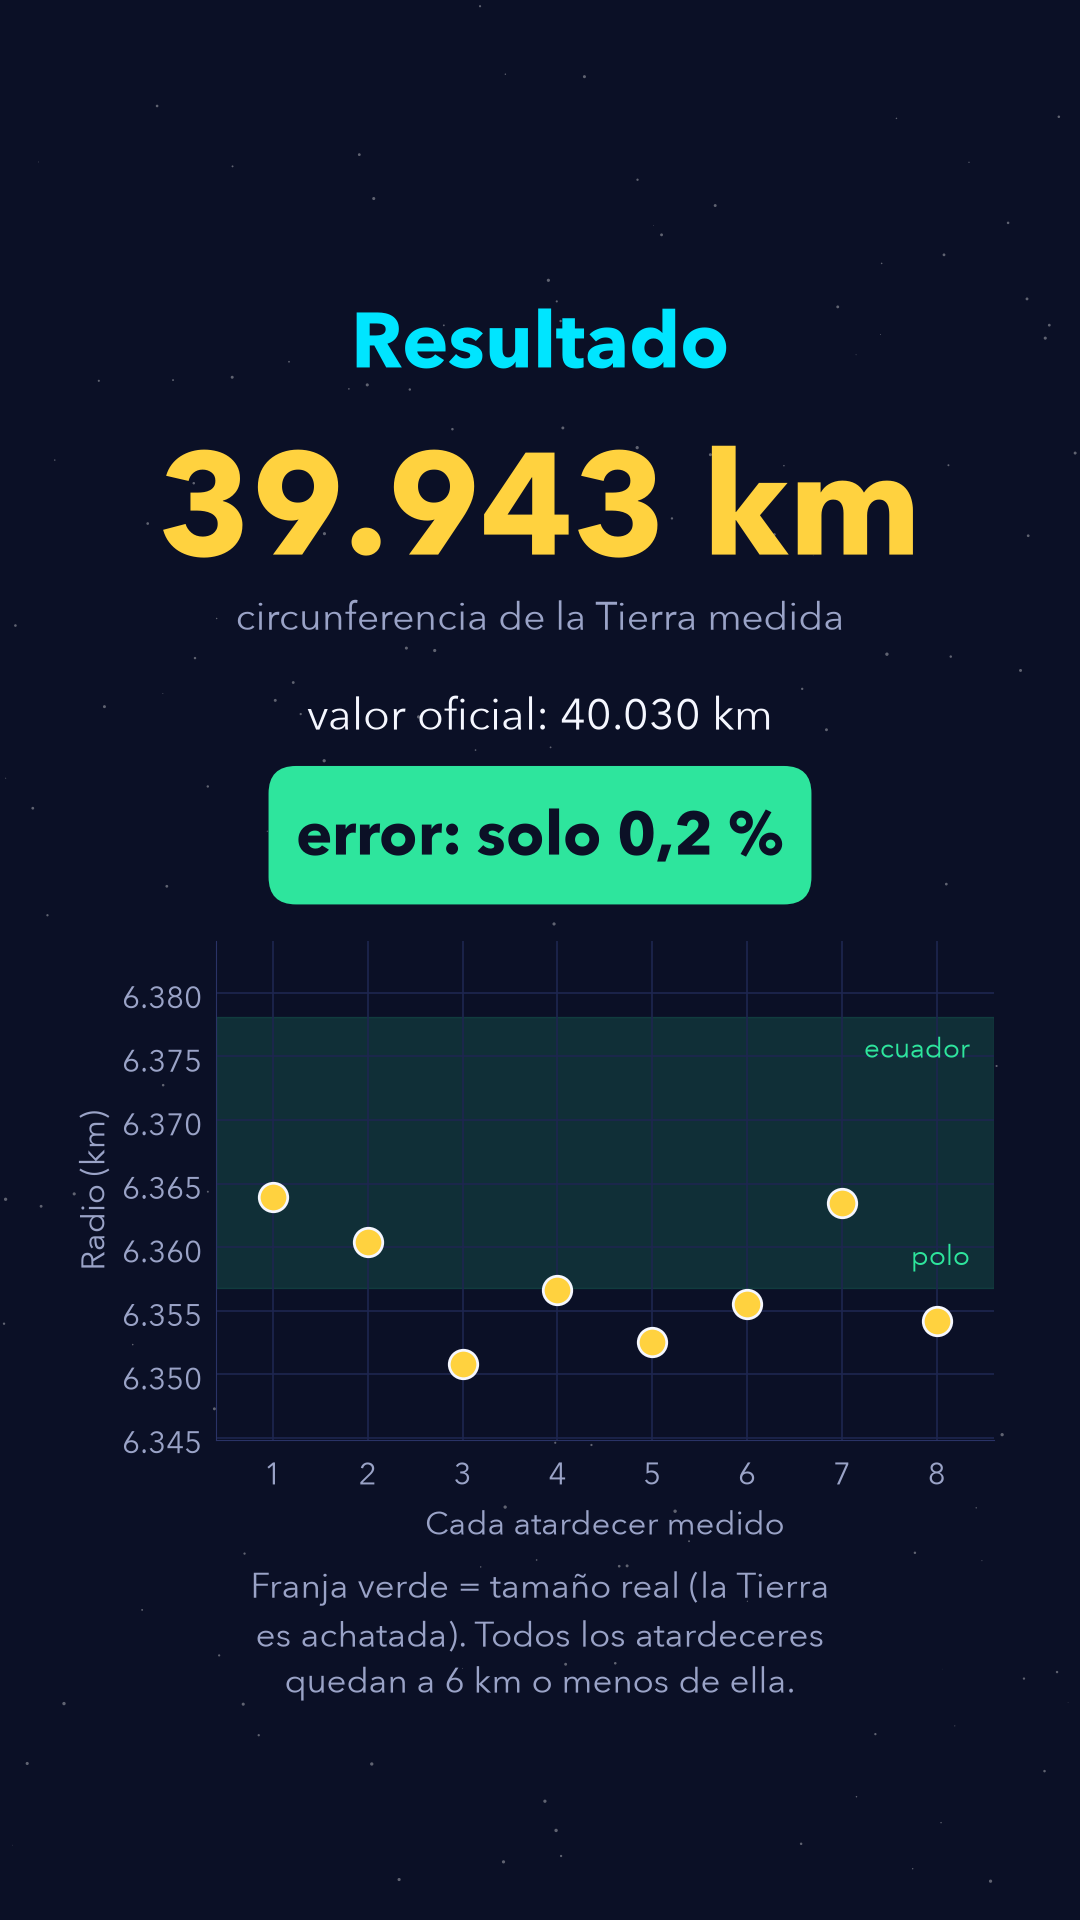 Resultado
39.943 km
circunferencia de la Tierra medida
valor oficial: 40.030 km
error: solo 0,2 %
6.380
6.375
6.370
6.365
6.360
6.355
6.350
6.345
Radio (km)
ecuador
polo
1 2 3 4 5 6 7 8
Cada atardecer medido
Franja verde = tamaño real (la Tierra
es achatada). Todos los atardeceres
quedan a 6 km o menos de ella.